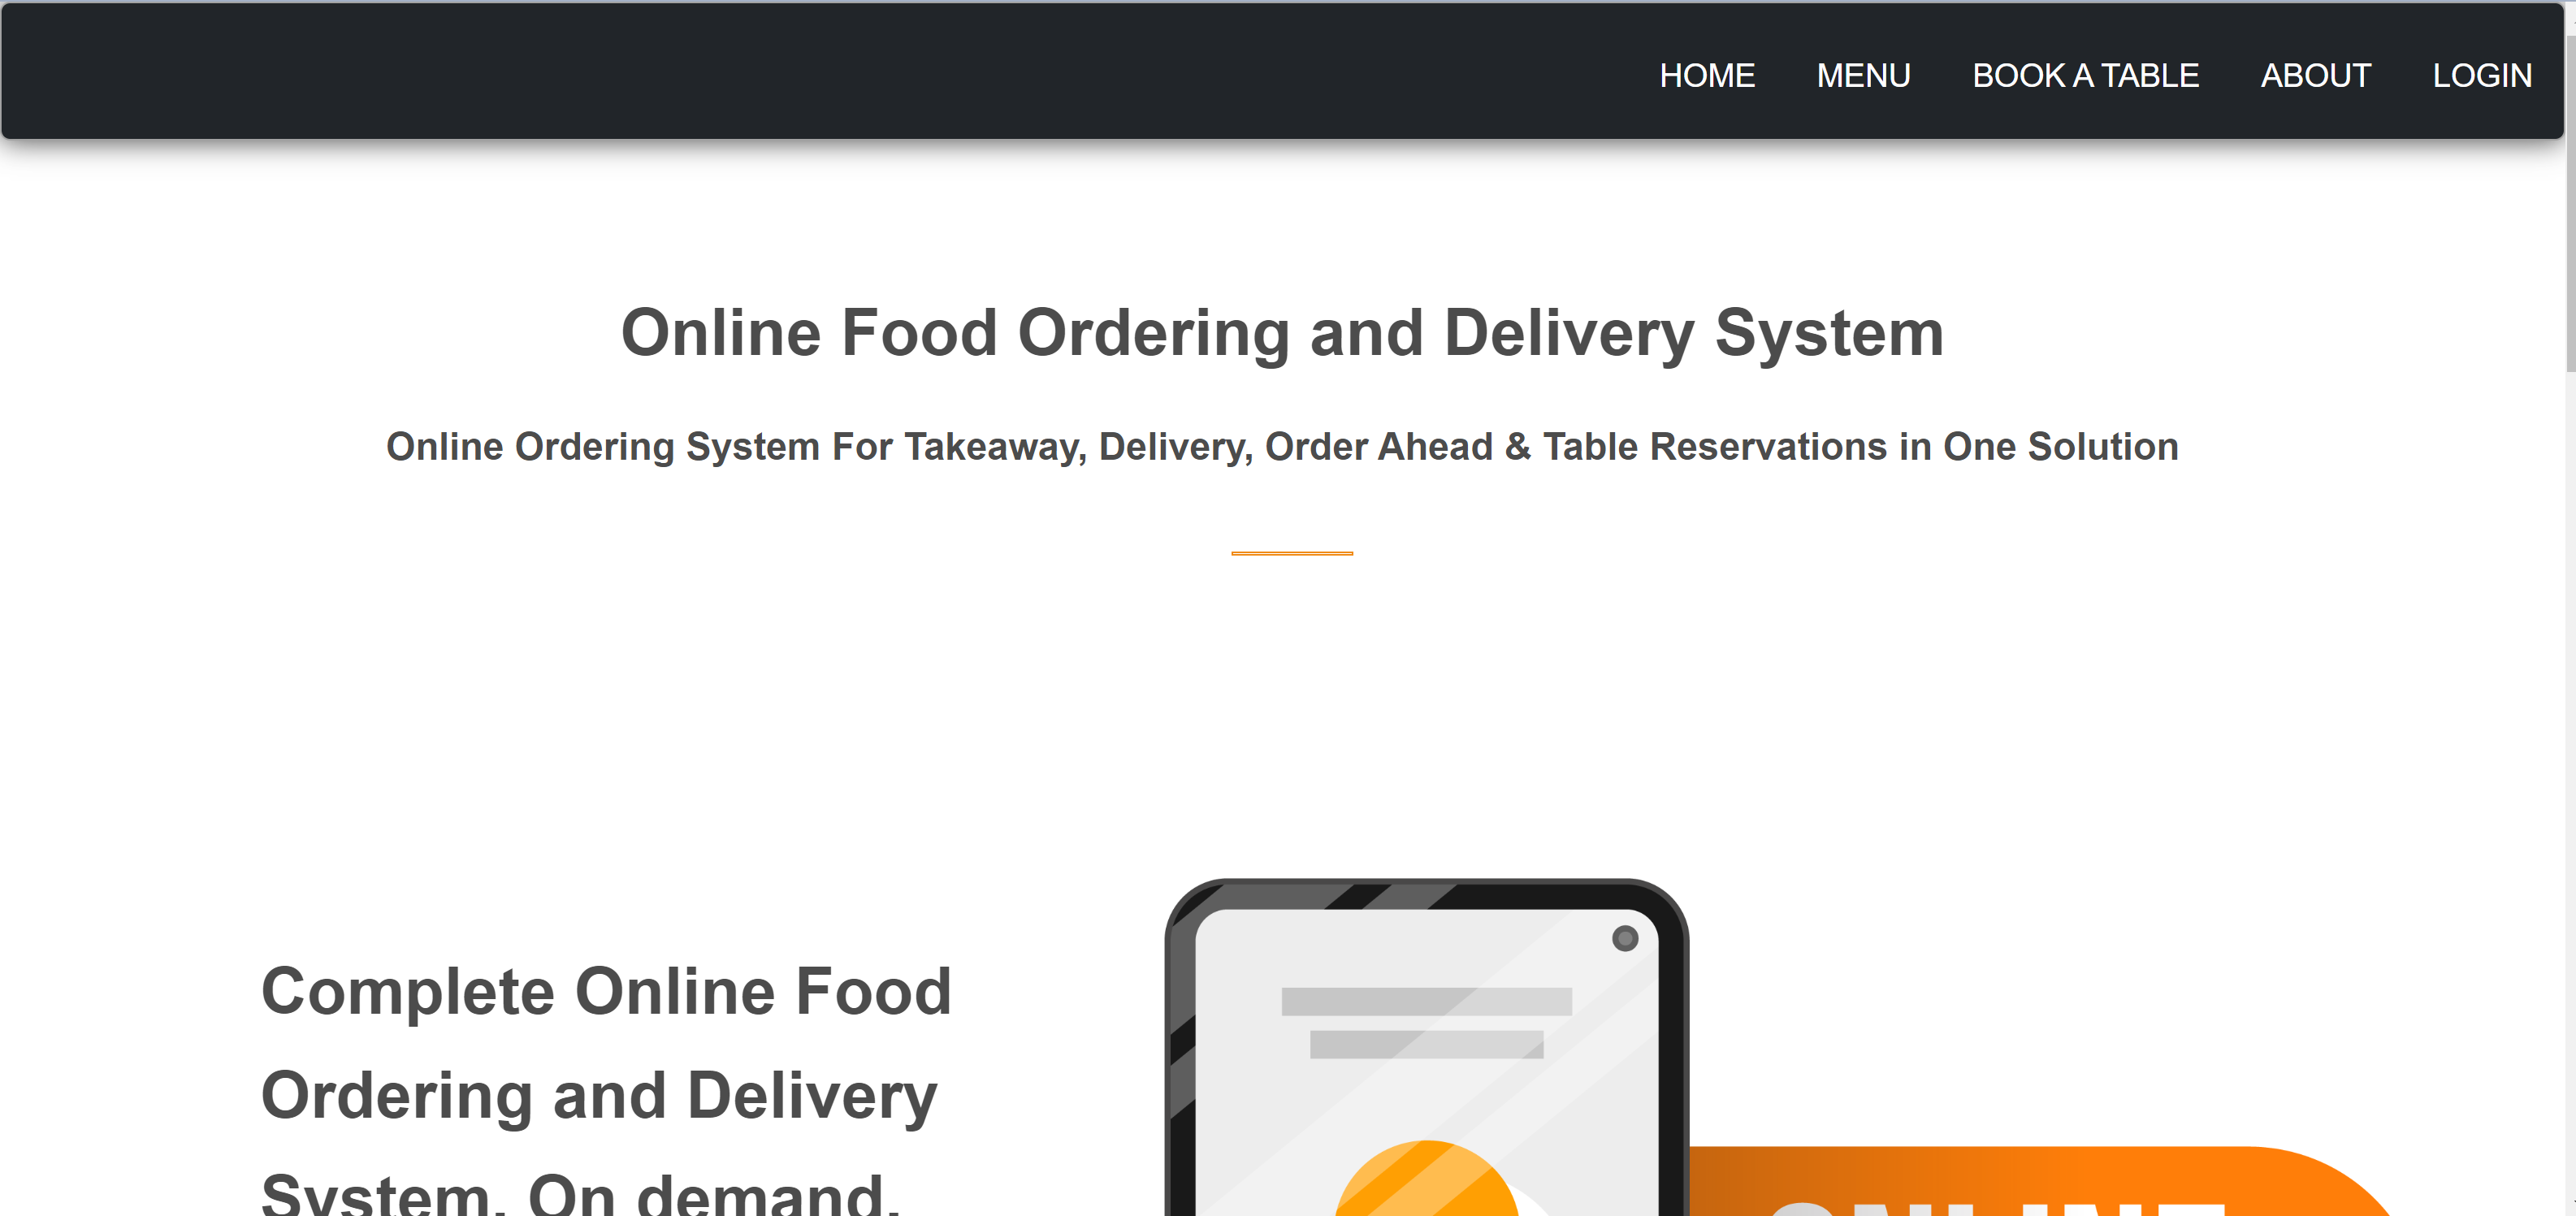 HOME MENU BOOK A TABLE ABOUT LOGIN
Online Food Ordering and Delivery System
Online Ordering System For Takeaway, Delivery, Order Ahead & Table Reservations in One Solution
Complete Online Food
Ordering and Delivery
System. On demand,
ONLINE